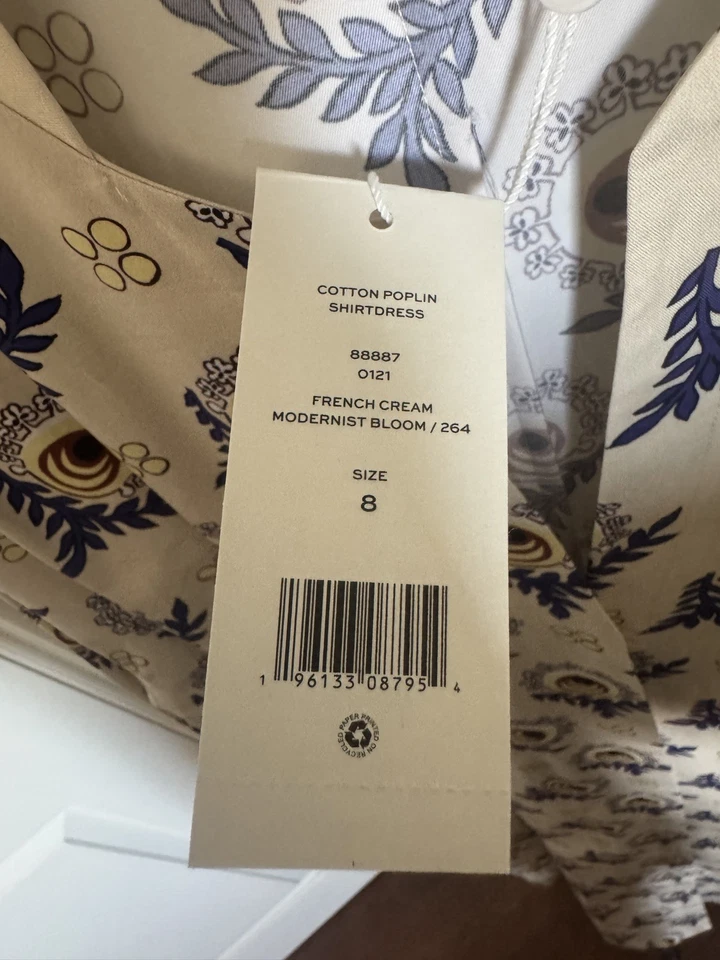 COTTON POPLIN
SHIRTDRESS
88887
0121
FRENCH CREAM
MODERNIST BLOOM / 264
SIZE
8
1 96133 08795 4
PAPER PRINTED ON RECYCLED